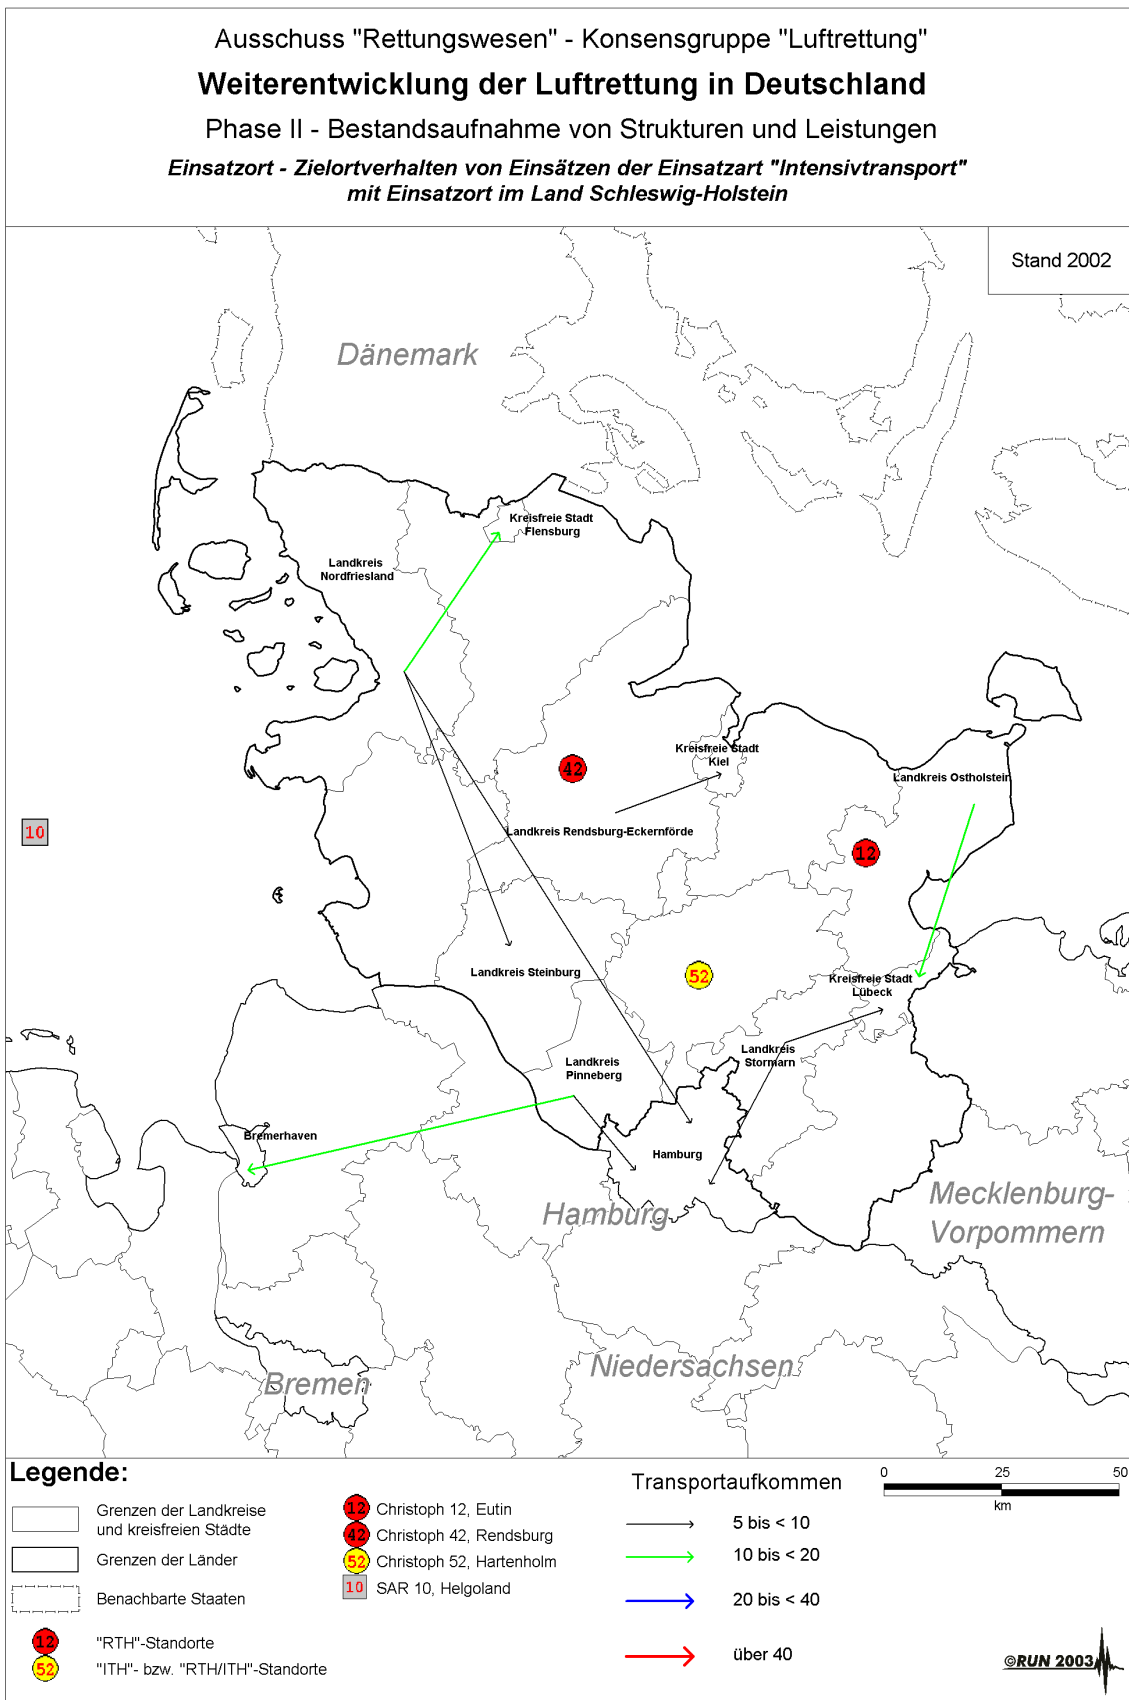 Ausschuss "Rettungswesen" - Konsensgruppe "Luftrettung"
Weiterentwicklung der Luftrettung in Deutschland
Phase II - Bestandsaufnahme von Strukturen und Leistungen
Einsatzort - Zielortverhalten von Einsätzen der Einsatzart "Intensivtransport"
mit Einsatzort im Land Schleswig-Holstein
Stand 2002
Dänemark
Kreisfreie Stadt
Flensburg
Landkreis
Nordfriesland
Kreisfreie Stadt
Kiel
42
Landkreis Ostholstein
10
Landkreis Rendsburg-Eckernförde
12
Landkreis Steinburg
52
Kreisfreie Stadt
Lübeck
Landkreis
Stormarn
Landkreis
Pinneberg
Bremerhaven
Hamburg
Hamburg
Mecklenburg-
Vorpommern
Niedersachsen
Bremen
Legende:
Grenzen der Landkreise
und kreisfreien Städte
Grenzen der Länder
Benachbarte Staaten
12 "RTH"-Standorte
52 "ITH"- bzw. "RTH/ITH"-Standorte
12 Christoph 12, Eutin
42 Christoph 42, Rendsburg
52 Christoph 52, Hartenholm
10 SAR 10, Helgoland
Transportaufkommen
5 bis < 10
10 bis < 20
20 bis < 40
über 40
0 25 50
km
©RUN 2003